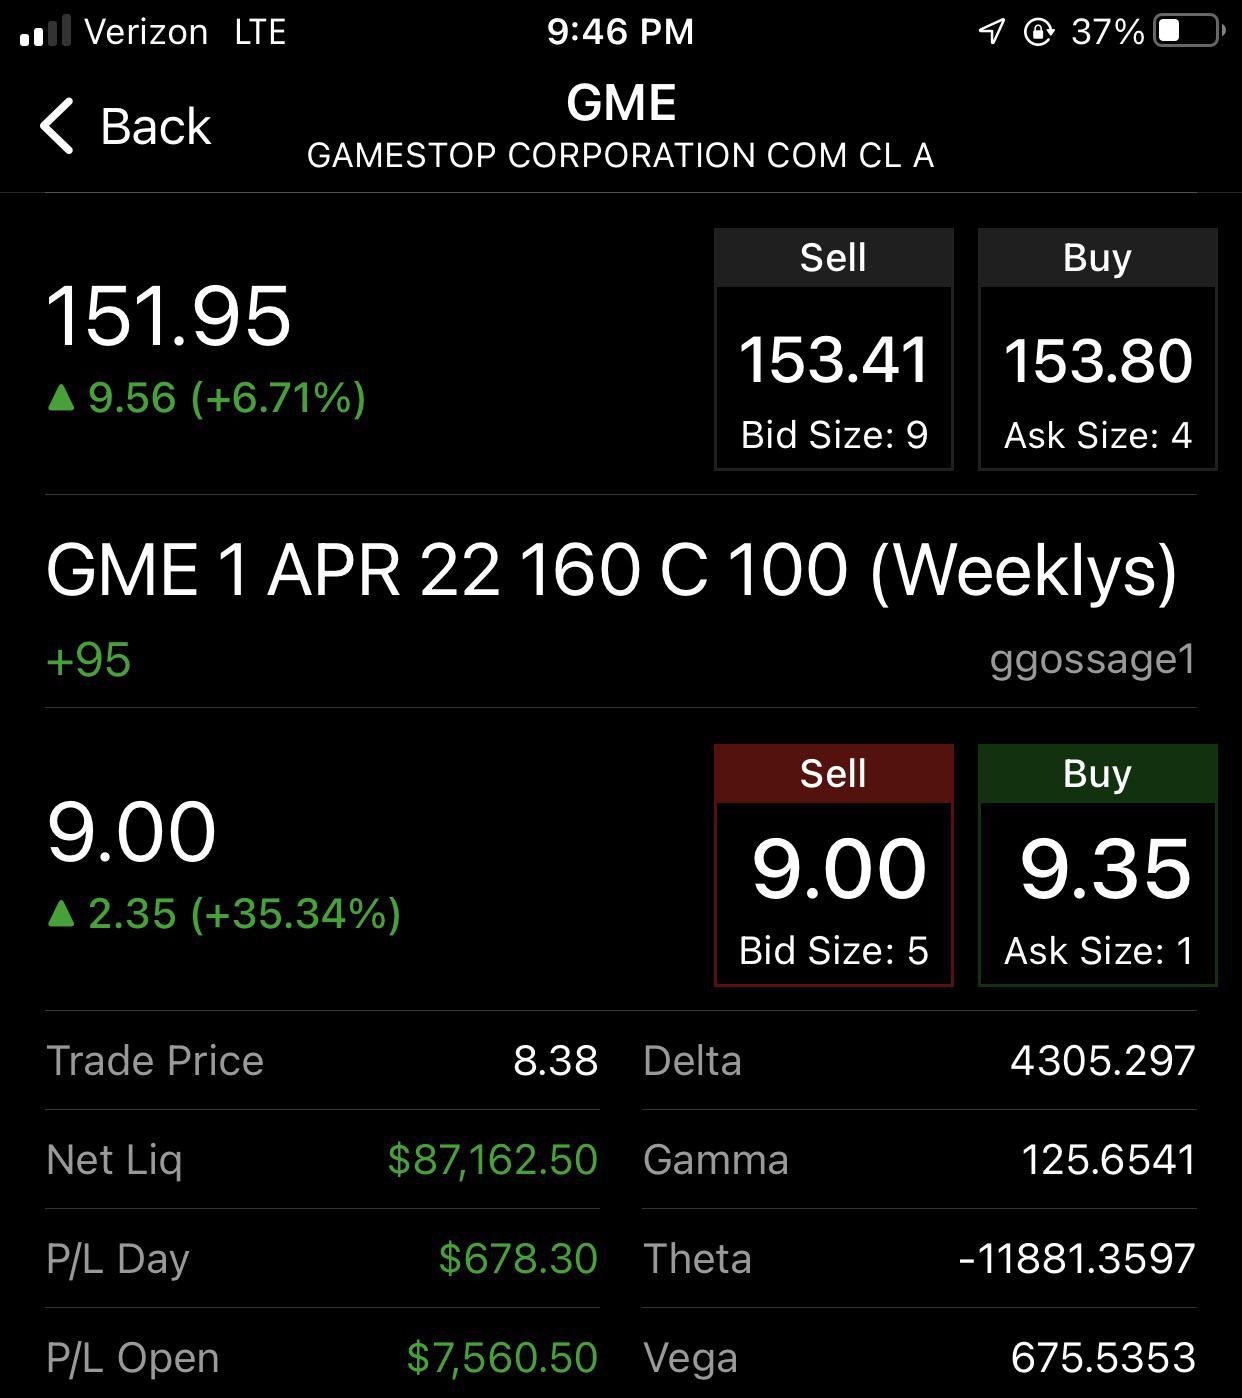 Verizon LTE 9:46 PM 37%
Back
GME
GAMESTOP CORPORATION COM CL A
151.95
▲ 9.56 (+6.71%)
Sell
153.41
Bid Size: 9
Buy
153.80
Ask Size: 4
GME 1 APR 22 160 C 100 (Weeklys)
+95 ggossage1
9.00
▲ 2.35 (+35.34%)
Sell
9.00
Bid Size: 5
Buy
9.35
Ask Size: 1
Trade Price 8.38 Delta 4305.297
Net Liq $87,162.50 Gamma 125.6541
P/L Day $678.30 Theta -11881.3597
P/L Open $7,560.50 Vega 675.5353